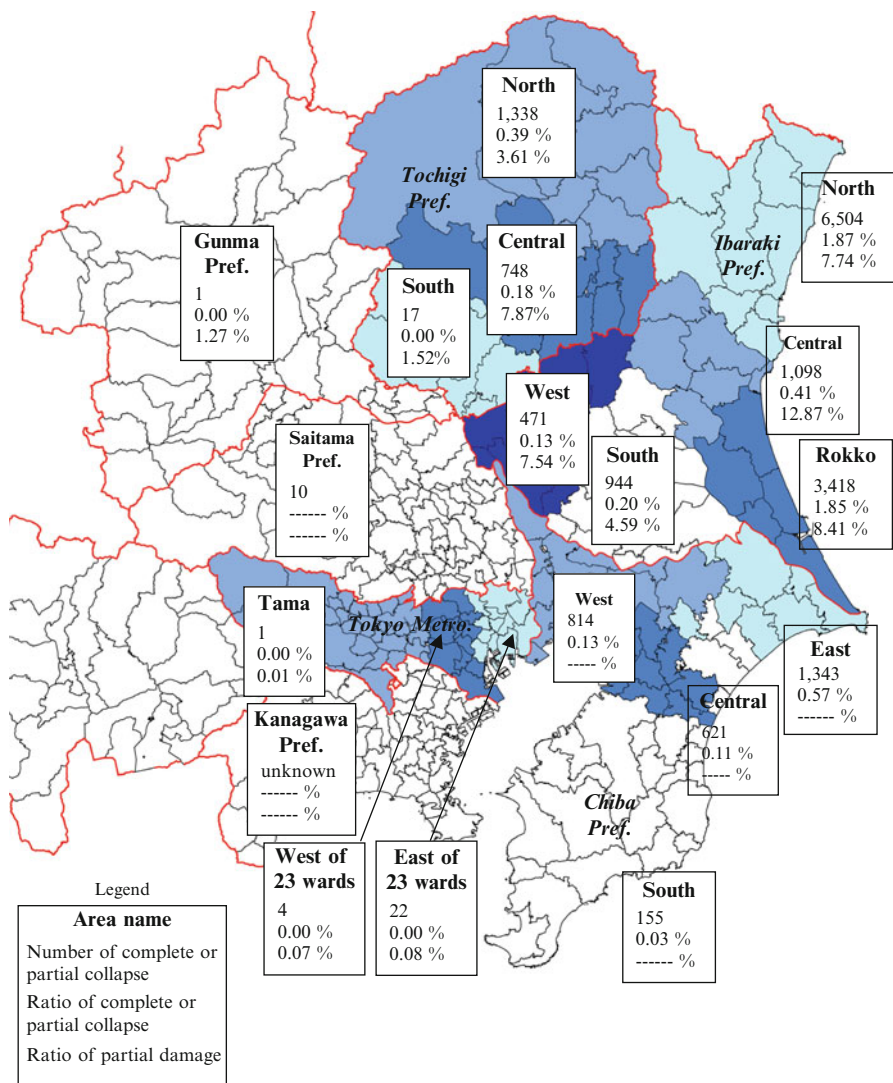 North
1,338
0.39 %
3.61 %
Tochigi
Pref.
North
6,504
1.87 %
7.74 %
Ibaraki
Pref.
Gunma
Pref.
1
0.00 %
1.27 %
Central
748
0.18 %
7.87%
South
17
0.00 %
1.52%
Central
1,098
0.41 %
12.87 %
West
471
0.13 %
7.54 %
Saitama
Pref.
10
------ %
------ %
South
944
0.20 %
4.59 %
Rokko
3,418
1.85 %
8.41 %
Tama
1
0.00 %
0.01 %
Tokyo Metro.
West
814
0.13 %
----- %
East
1,343
0.57 %
------ %
Central
621
0.11 %
----- %
Kanagawa
Pref.
unknown
------ %
------ %
Chiba
Pref.
West of
23 wards
4
0.00 %
0.07 %
East of
23 wards
22
0.00 %
0.08 %
South
155
0.03 %
------ %
Legend
Area name
Number of complete or
partial collapse
Ratio of complete or
partial collapse
Ratio of partial damage